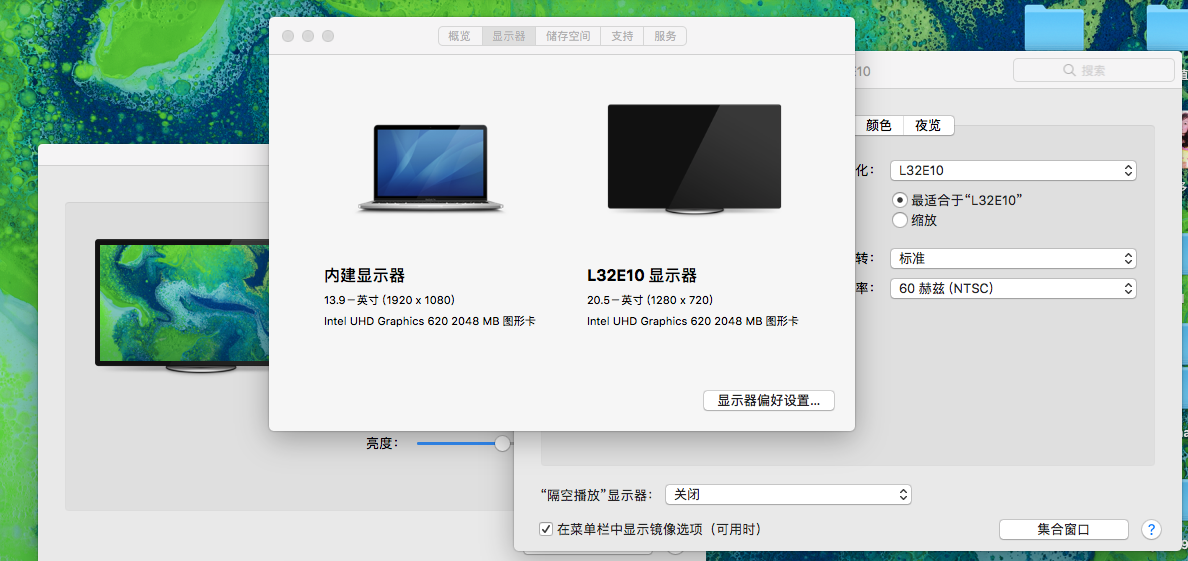 概览 显示器 储存空间 支持 服务
E10
搜索
颜色 夜览
化： L32E10
最适合于“L32E10”
缩放
转： 标准
率： 60 赫兹 (NTSC)
内建显示器
13.9－英寸 (1920 x 1080)
Intel UHD Graphics 620 2048 MB 图形卡
L32E10 显示器
20.5－英寸 (1280 x 720)
Intel UHD Graphics 620 2048 MB 图形卡
显示器偏好设置...
亮度：
“隔空播放”显示器： 关闭
在菜单栏中显示镜像选项（可用时）
集合窗口 ?